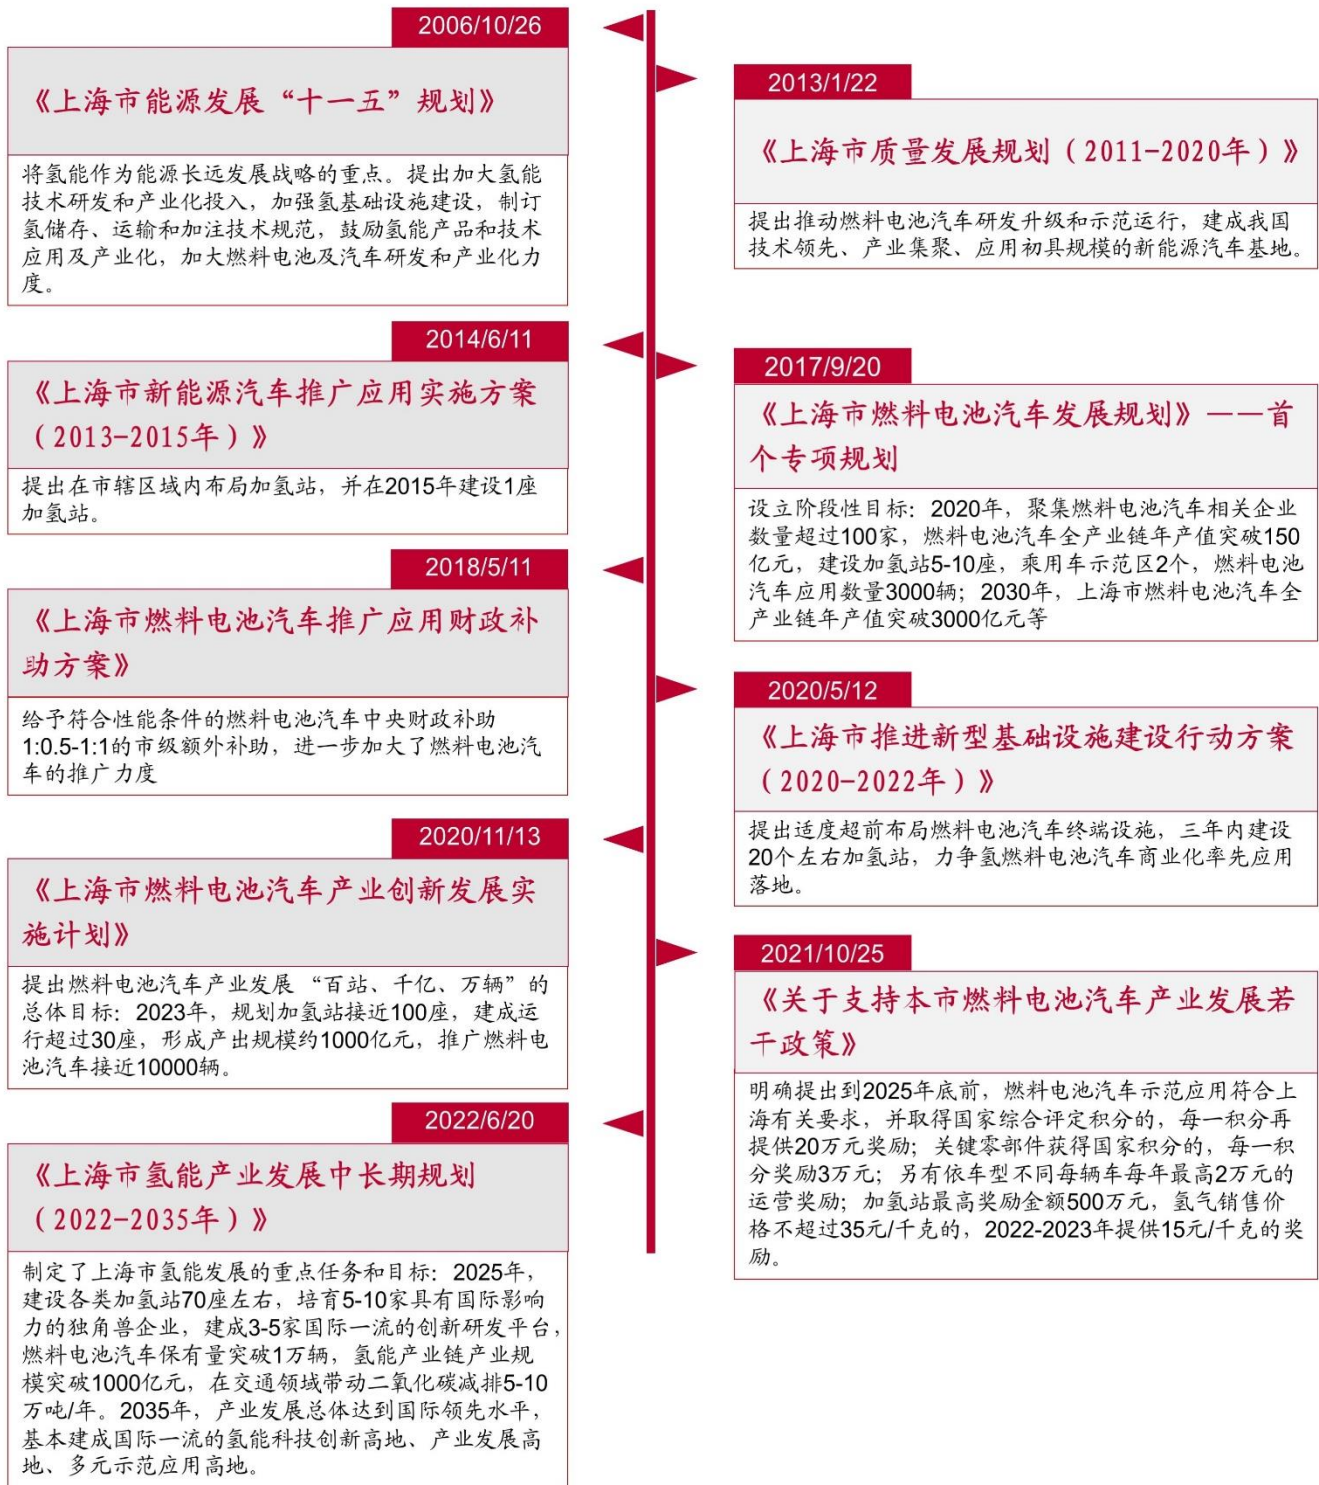 2006/10/26
《上海市能源发展“十一五”规划》
将氢能作为能源长远发展战略的重点。提出加大氢能
技术研发和产业化投入，加强氢基础设施建设，制订
氢储存、运输和加注技术规范，鼓励氢能产品和技术
应用及产业化，加大燃料电池及汽车研发和产业化力
度。
2013/1/22
《上海市质量发展规划（2011-2020年）》
提出推动燃料电池汽车研发升级和示范运行，建成我国
技术领先、产业集聚、应用初具规模的新能源汽车基地。
2014/6/11
《上海市新能源汽车推广应用实施方案
（2013-2015年）》
提出在市辖区域内布局加氢站，并在2015年建设1座
加氢站。
2017/9/20
《上海市燃料电池汽车发展规划》——首
个专项规划
设立阶段性目标：2020年，聚集燃料电池汽车相关企业
数量超过100家，燃料电池汽车全产业链年产值突破150
亿元，建设加氢站5-10座，乘用车示范区2个，燃料电池
汽车应用数量3000辆；2030年，上海市燃料电池汽车全
产业链年产值突破3000亿元等
2018/5/11
《上海市燃料电池汽车推广应用财政补
助方案》
给予符合性能条件的燃料电池汽车中央财政补助
1:0.5-1:1的市级额外补助，进一步加大了燃料电池汽
车的推广力度
2020/5/12
《上海市推进新型基础设施建设行动方案
（2020-2022年）》
提出适度超前布局燃料电池汽车终端设施，三年内建设
20个左右加氢站，力争氢燃料电池汽车商业化率先应用
落地。
2020/11/13
《上海市燃料电池汽车产业创新发展实
施计划》
提出燃料电池汽车产业发展 “百站、千亿、万辆”的
总体目标：2023年，规划加氢站接近100座，建成运
行超过30座，形成产出规模约1000亿元，推广燃料电
池汽车接近10000辆。
2021/10/25
《关于支持本市燃料电池汽车产业发展若
干政策》
明确提出到2025年底前，燃料电池汽车示范应用符合上
海有关要求，并取得国家综合评定积分的，每一积分再
提供20万元奖励；关键零部件获得国家积分的，每一积
分奖励3万元；另有依车型不同每辆车每年最高2万元的
运营奖励；加氢站最高奖励金额500万元，氢气销售价
格不超过35元/千克的，2022-2023年提供15元/千克的奖
励。
2022/6/20
《上海市氢能产业发展中长期规划
（2022-2035年）》
制定了上海市氢能发展的重点任务和目标：2025年，
建设各类加氢站70座左右，培育5-10家具有国际影响
力的独角兽企业，建成3-5家国际一流的创新研发平台，
燃料电池汽车保有量突破1万辆，氢能产业链产业规
模突破1000亿元，在交通领域带动二氧化碳减排5-10
万吨/年。2035年，产业发展总体达到国际领先水平，
基本建成国际一流的氢能科技创新高地、产业发展高
地、多元示范应用高地。